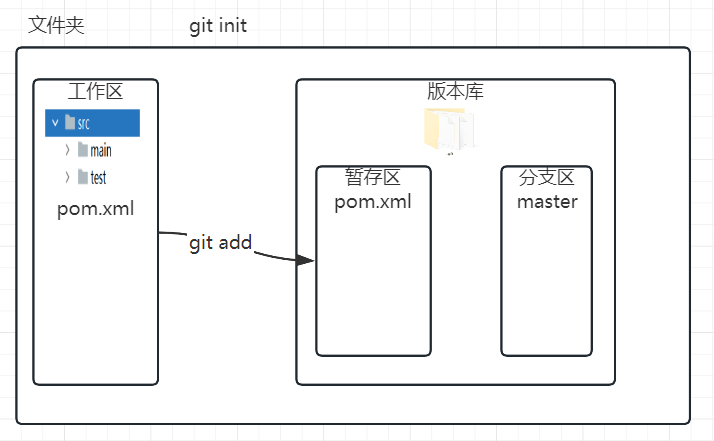 文件夹
git init
工作区
src
main
test
pom.xml
git add
版本库
暂存区
pom.xml
分支区
master